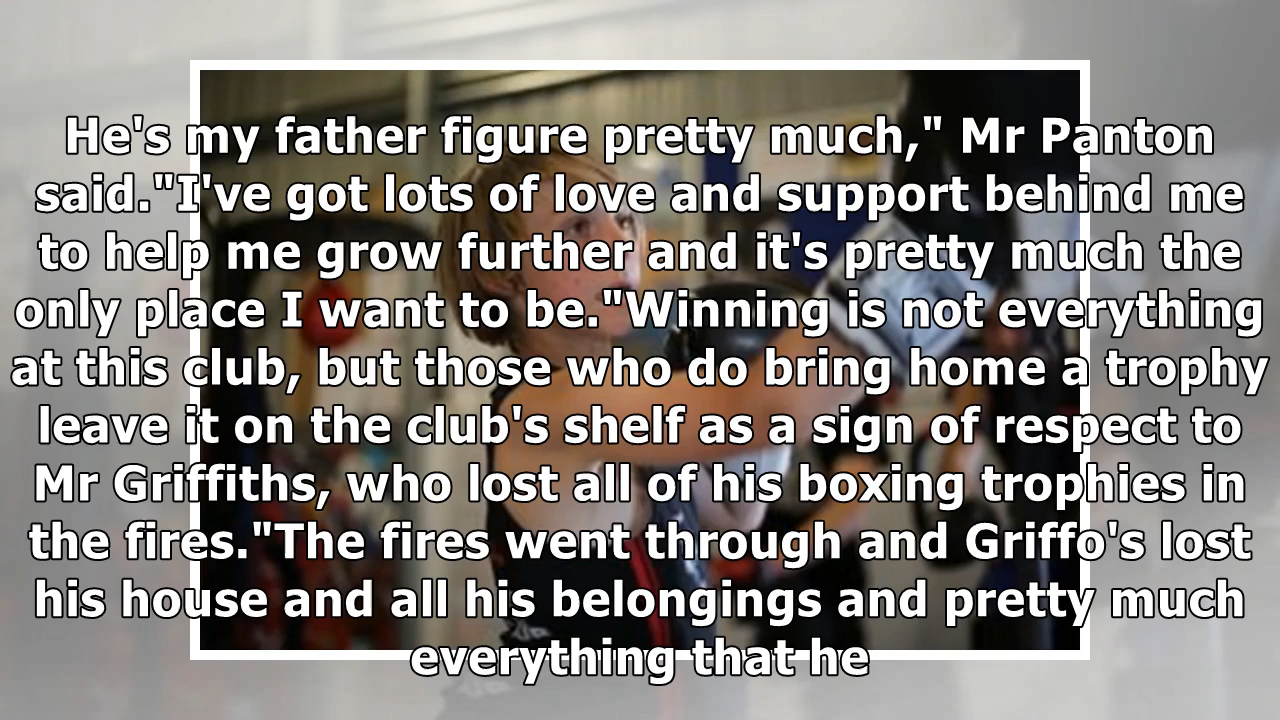 He's my father figure pretty much," Mr Panton
said."I've got lots of love and support behind me
to help me grow further and it's pretty much the
only place I want to be."Winning is not everything
at this club, but those who do bring home a trophy
leave it on the club's shelf as a sign of respect to
Mr Griffiths, who lost all of his boxing trophies in
the fires."The fires went through and Griffo's lost
his house and all his belongings and pretty much
everything that he